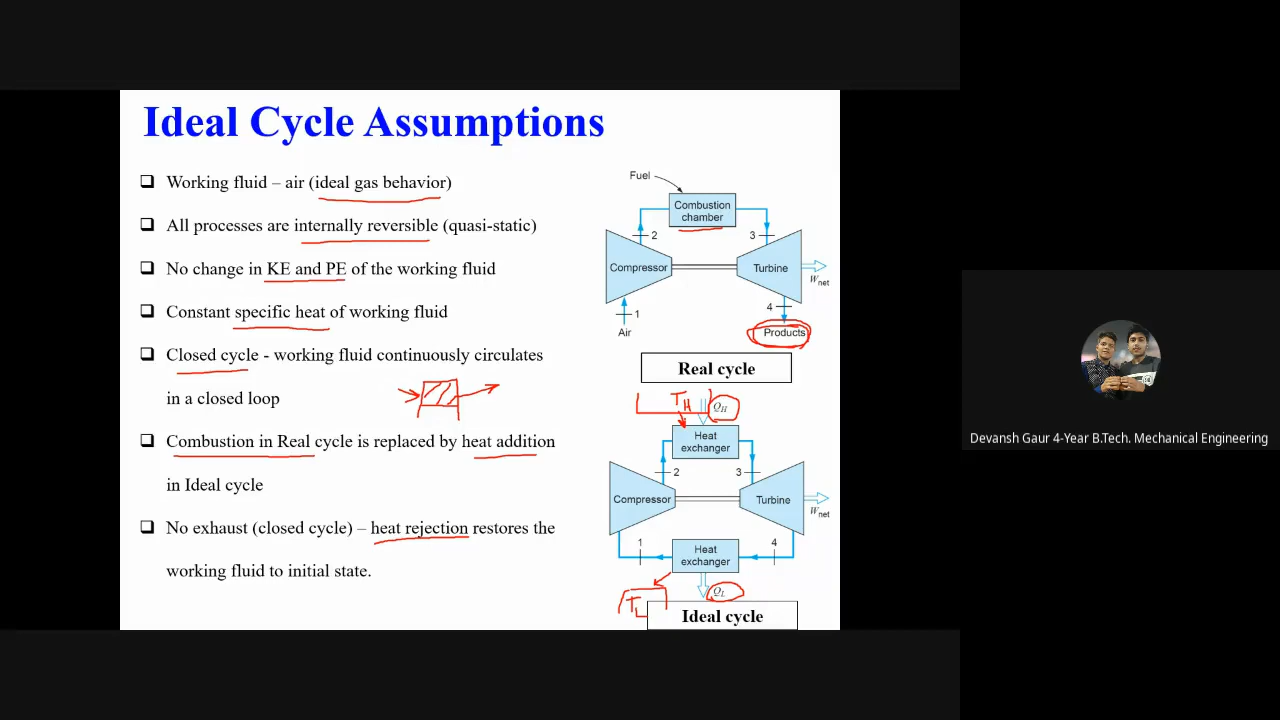 Ideal Cycle Assumptions
❑ Working fluid – air (ideal gas behavior)
❑ All processes are internally reversible (quasi-static)
❑ No change in KE and PE of the working fluid
❑ Constant specific heat of working fluid
❑ Closed cycle - working fluid continuously circulates
in a closed loop
❑ Combustion in Real cycle is replaced by heat addition
in Ideal cycle
❑ No exhaust (closed cycle) – heat rejection restores the
working fluid to initial state.
Fuel
Combustion
chamber
2
3
Compressor
Turbine
Wnet
1
4
Air
Products
Real cycle
TH
QH
Heat
exchanger
2
3
Compressor
Turbine
Wnet
1
4
Heat
exchanger
QL
TL
Ideal cycle
Devansh Gaur 4-Year B.Tech. Mechanical Engineering